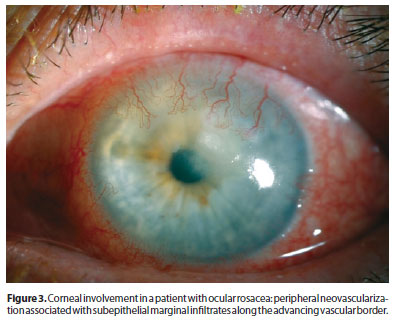 Figure 3. Corneal involvement in a patient with ocular rosacea: peripheral neovasculariza-
tion associated with subepithelial marginal infiltrates along the advancing vascular border.